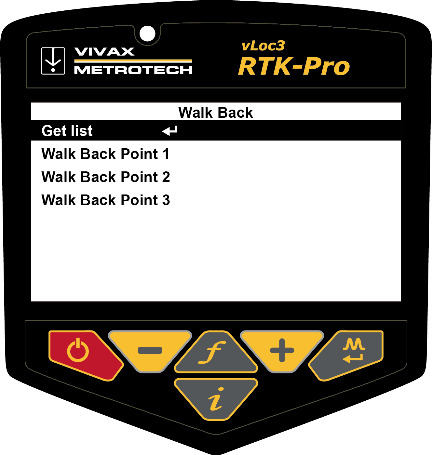 VIVAX
METROTECH
vLoc3
RTK-Pro
Walk Back
Get list
Walk Back Point 1
Walk Back Point 2
Walk Back Point 3
f
i